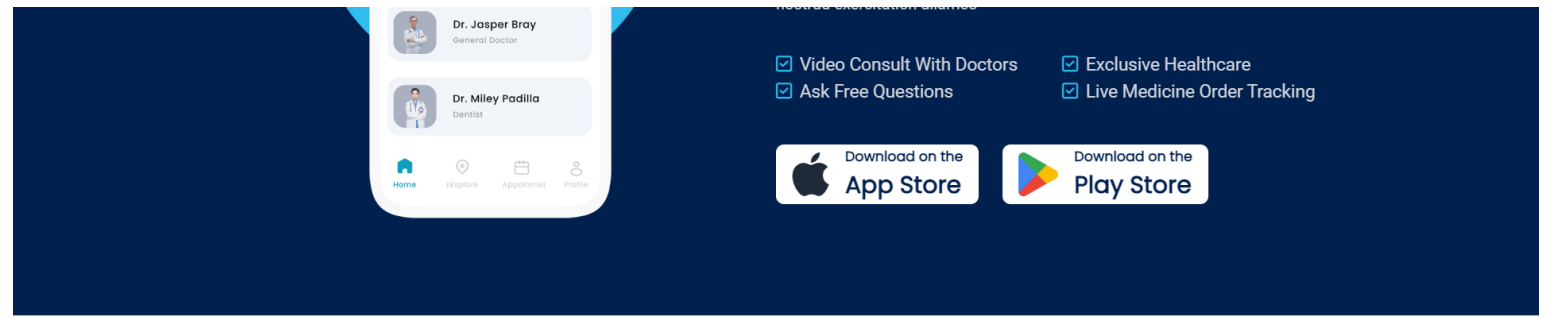 Dr. Jasper Bray
General Doctor
Dr. Miley Padilla
Dentist
Home Eksplore Appoinmet Profile
Video Consult With Doctors
Exclusive Healthcare
Ask Free Questions
Live Medicine Order Tracking
Download on the
App Store
Download on the
Play Store